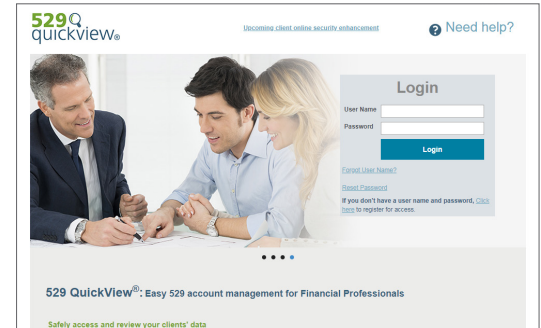 529
quickview®
Upcoming client online security enhancement
? Need help?
Login
User Name
Password
Login
Forgot User Name?
Reset Password
If you don't have a user name and password, Click
here to register for access.
529 QuickView®: Easy 529 account management for Financial Professionals
Safely access and review your clients' data